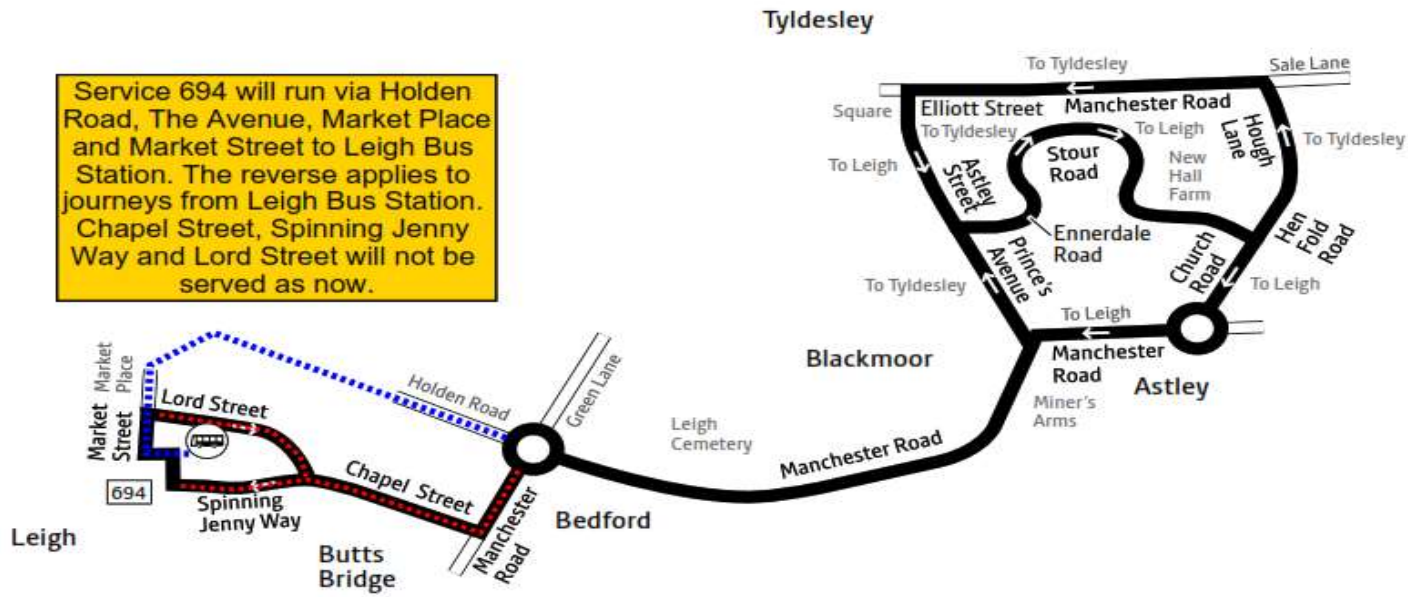 Tyldesley
Service 694 will run via Holden
Road, The Avenue, Market Place
and Market Street to Leigh Bus
Station. The reverse applies to
journeys from Leigh Bus Station.
Chapel Street, Spinning Jenny
Way and Lord Street will not be
served as now.
To Tyldesley
Sale Lane
Square
Elliott Street
Manchester Road
To Tyldesley
To Leigh
Hough
Lane
To Tyldesley
To Leigh
Astley
Street
Stour
Road
New
Hall
Farm
Ennerdale
Road
Prince's
Avenue
Church
Road
Hen
Fold
Road
To Tyldesley
To Leigh
To Leigh
Manchester
Road
Blackmoor
Astley
Miner's
Arms
Market
Place
Lord Street
Market
Street
Holden Road
Green Lane
Leigh
Cemetery
Manchester Road
Chapel Street
694
Spinning
Jenny Way
Manchester
Road
Bedford
Leigh
Butts
Bridge